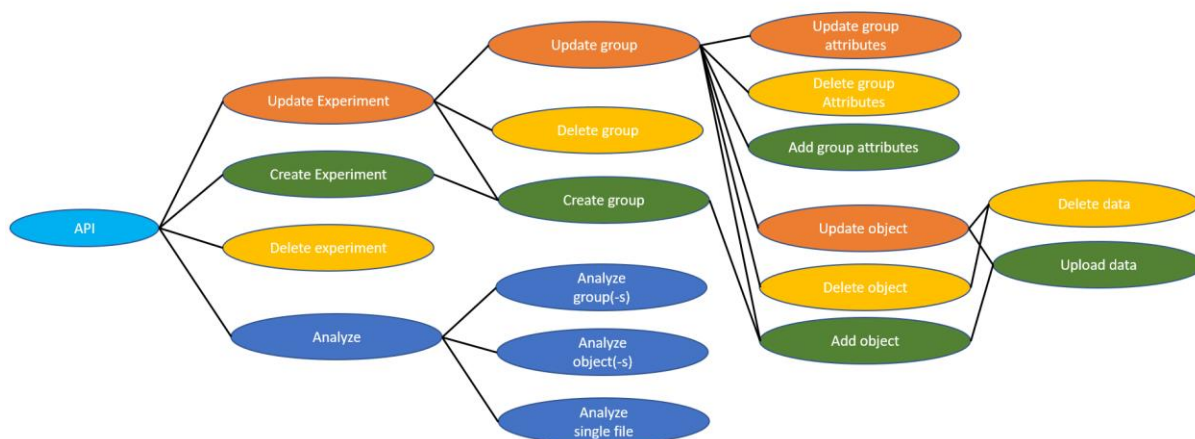 API
Update Experiment
Create Experiment
Delete experiment
Analyze
Update group
Delete group
Create group
Analyze
group(-s)
Analyze
object(-s)
Analyze
single file
Update group
attributes
Delete group
Attributes
Add group attributes
Update object
Delete object
Add object
Delete data
Upload data